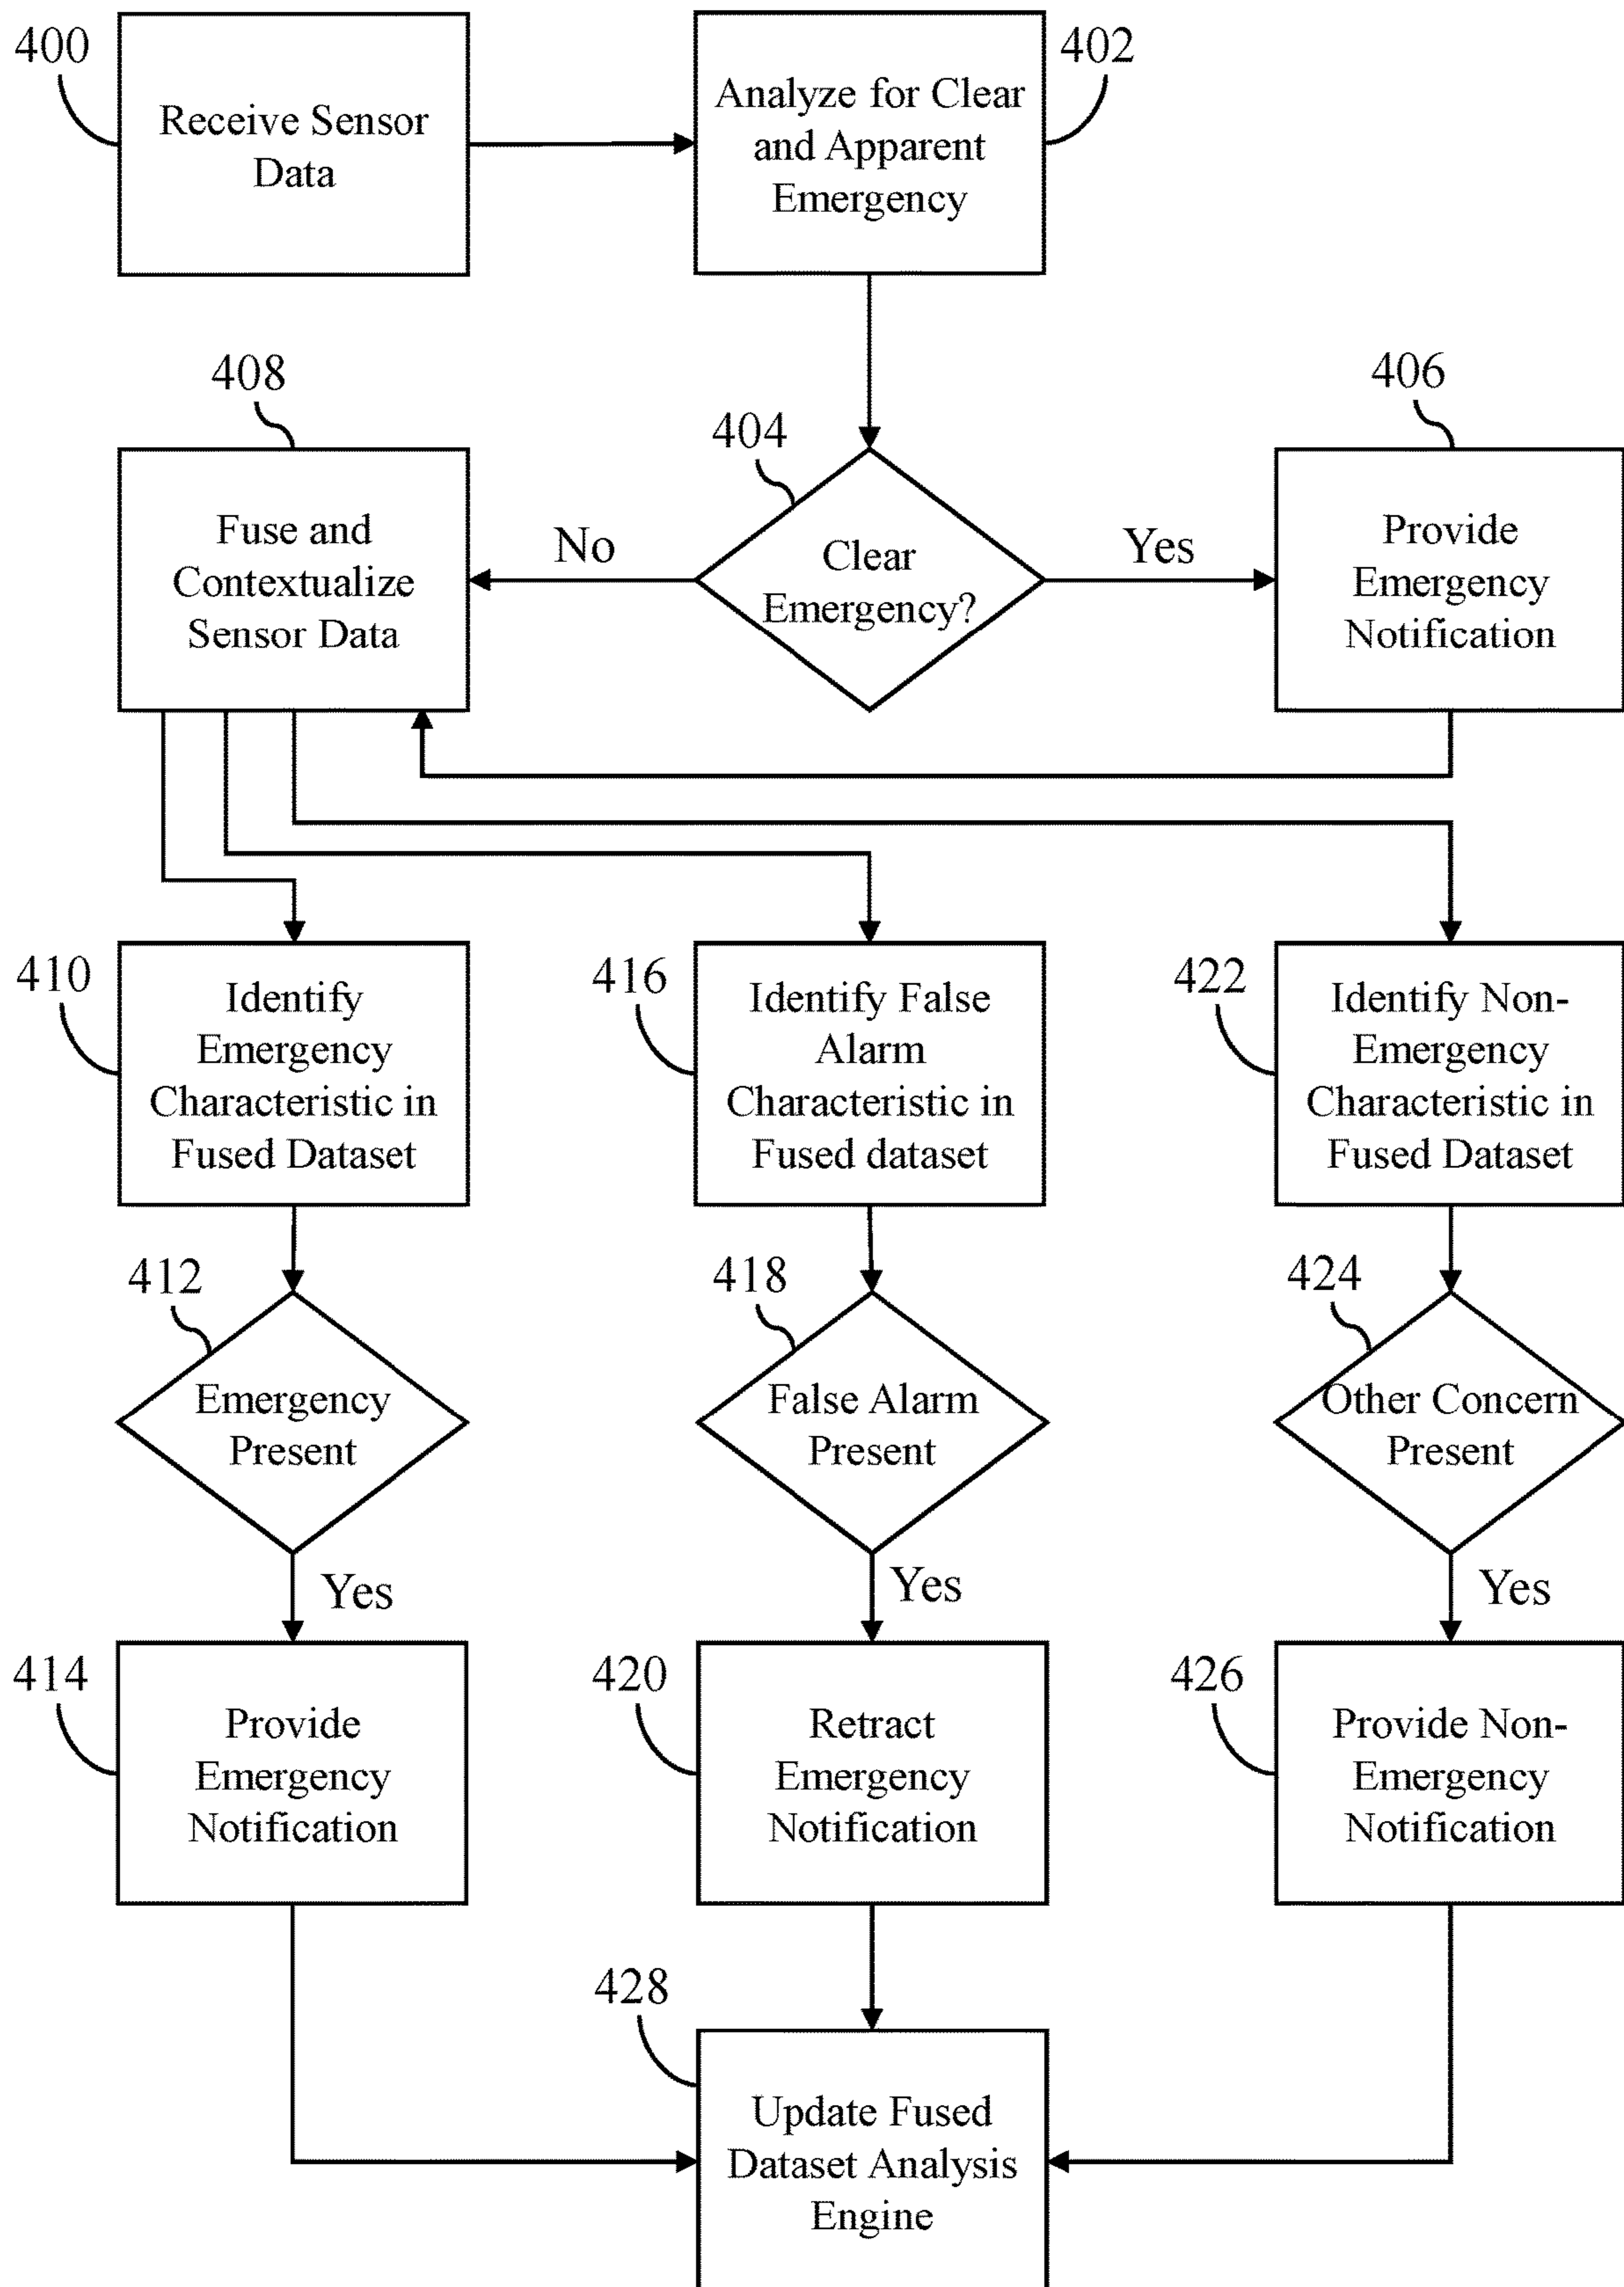 400
Receive Sensor
Data
402
Analyze for Clear
and Apparent
Emergency
408
Fuse and
Contextualize
Sensor Data
404
No
Clear
Emergency?
Yes
406
Provide
Emergency
Notification
410
Identify
Emergency
Characteristic in
Fused Dataset
416
Identify False
Alarm
Characteristic in
Fused dataset
422
Identify Non-
Emergency
Characteristic in
Fused Dataset
412
Emergency
Present
Yes
418
False Alarm
Present
Yes
424
Other Concern
Present
Yes
414
Provide
Emergency
Notification
420
Retract
Emergency
Notification
426
Provide Non-
Emergency
Notification
428
Update Fused
Dataset Analysis
Engine